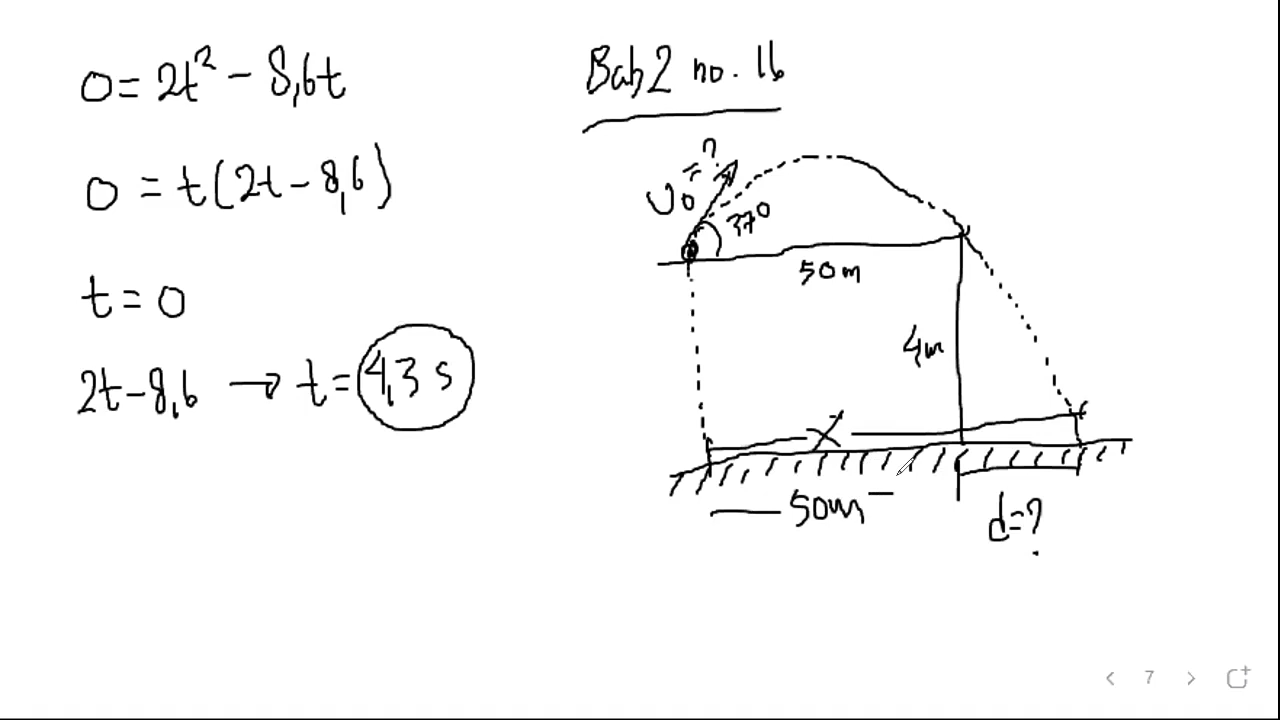 0 = 2t² - 8,6t
0 = t(2t - 8,6)
t = 0
2t - 8,6 → t = 4,3 s
Bab 2 no. 16
v₀ = ?
37°
50 m
4m
x
50m
d = ?
< 7 >